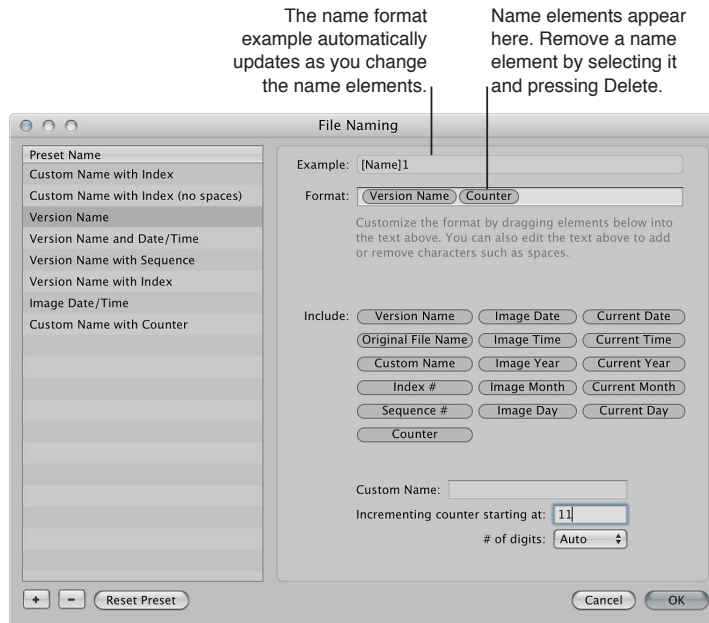 The name format
example automatically
updates as you change
the name elements.
Name elements appear
here. Remove a name
element by selecting it
and pressing Delete.
File Naming
Preset Name
Custom Name with Index
Custom Name with Index (no spaces)
Version Name
Version Name and Date/Time
Version Name with Sequence
Version Name with Index
Image Date/Time
Custom Name with Counter
Example: [Name]1
Format: Version Name Counter
Customize the format by dragging elements below into
the text above. You can also edit the text above to add
or remove characters such as spaces.
Include: Version Name Image Date Current Date
Original File Name Image Time Current Time
Custom Name Image Year Current Year
Index # Image Month Current Month
Sequence # Image Day Current Day
Counter
Custom Name:
Incrementing counter starting at: 11
# of digits: Auto
+ - Reset Preset Cancel OK